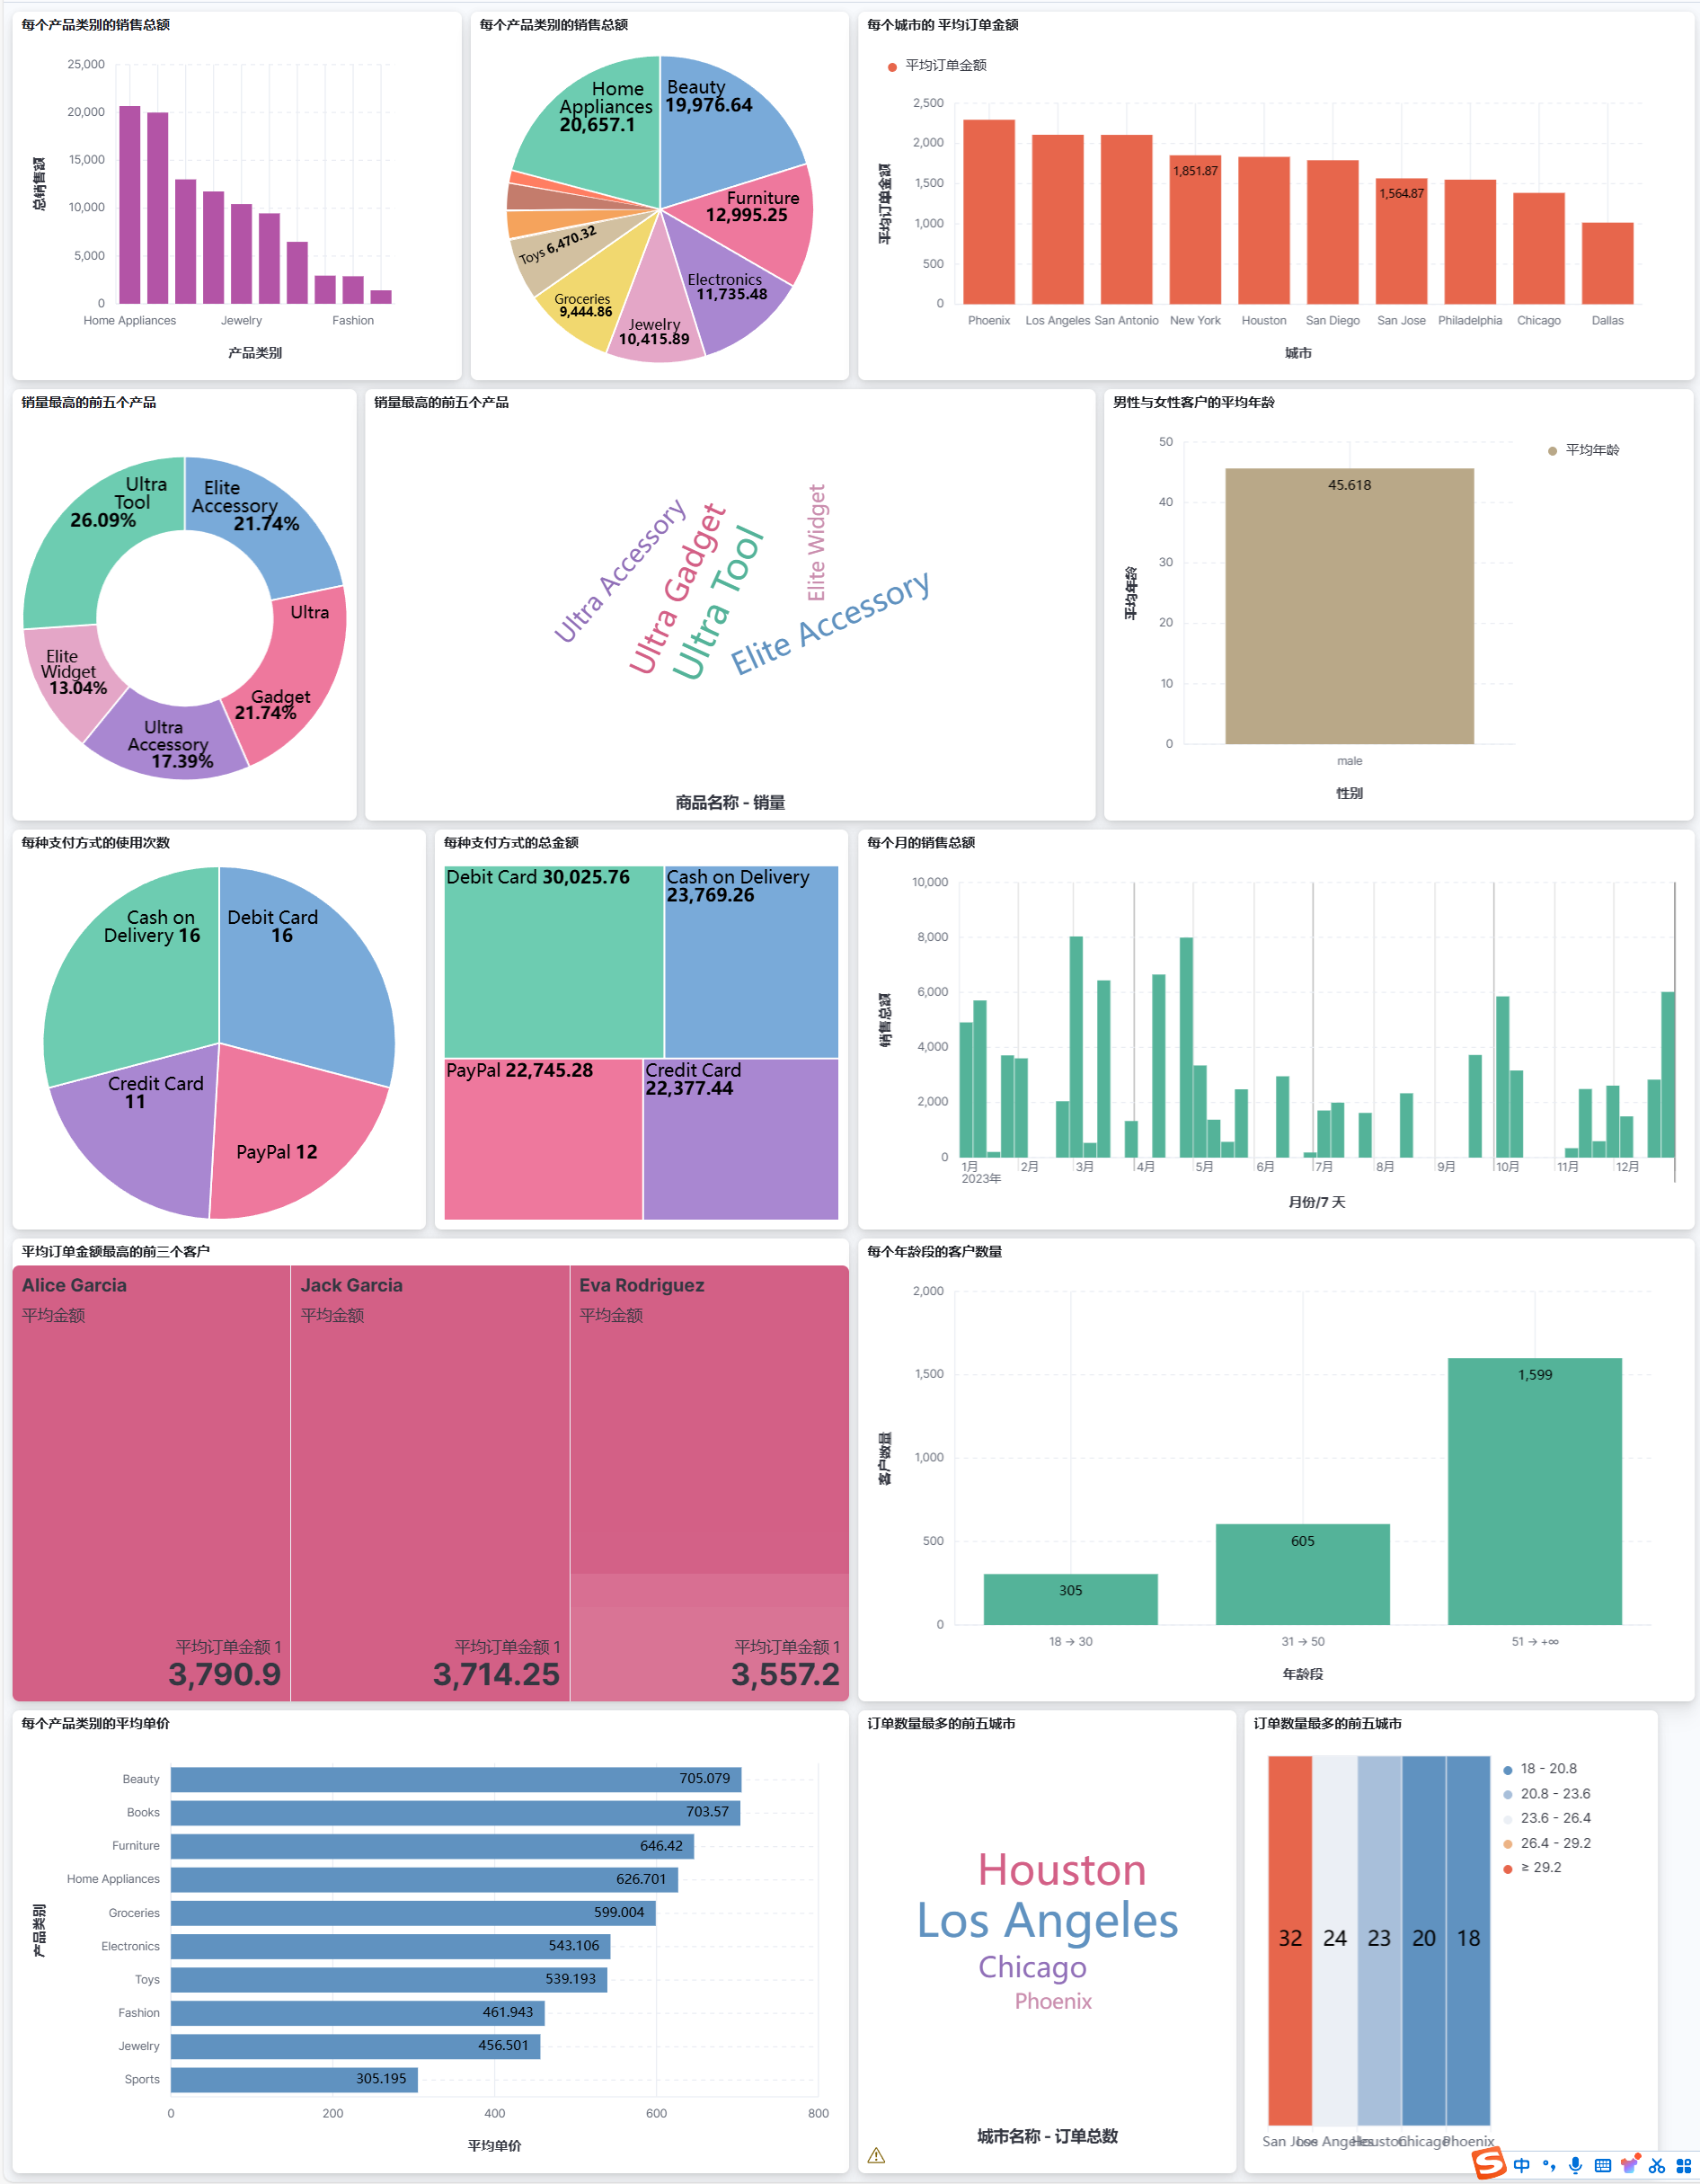 每个产品类别的销售总额
25,000
20,000
15,000
10,000
5,000
0
总销售额
Home Appliances
Jewelry
Fashion
产品类别
每个产品类别的销售总额
Home
Appliances
20,657.1
Beauty
19,976.64
Furniture
12,995.25
Electronics
11,735.48
Jewelry
10,415.89
Groceries
9,444.86
Toys 6,470.32
每个城市的 平均订单金额
平均订单金额
2,500
2,000
1,500
1,000
500
0
平均订单金额
1,851.87
1,564.87
Phoenix
Los Angeles
San Antonio
New York
Houston
San Diego
San Jose
Philadelphia
Chicago
Dallas
城市
销量最高的前五个产品
Ultra
Tool
26.09%
Elite
Accessory
21.74%
Ultra
Gadget
21.74%
Ultra
Accessory
17.39%
Elite
Widget
13.04%
销量最高的前五个产品
Ultra Accessory
Ultra Gadget
Ultra Tool
Elite Widget
Elite Accessory
商品名称 - 销量
男性与女性客户的平均年龄
平均年龄
50
40
30
20
10
0
平均年龄
45.618
male
性别
每种支付方式的使用次数
Cash on
Delivery 16
Debit Card
16
Credit Card
11
PayPal 12
每种支付方式的总金额
Debit Card 30,025.76
Cash on Delivery
23,769.26
PayPal 22,745.28
Credit Card
22,377.44
每个月的销售总额
10,000
8,000
6,000
4,000
2,000
0
销售总额
1月
2023年
2月
3月
4月
5月
6月
7月
8月
9月
10月
11月
12月
月份/7 天
平均订单金额最高的前三个客户
Alice Garcia
平均金额
平均订单金额 1
3,790.9
Jack Garcia
平均金额
平均订单金额 1
3,714.25
Eva Rodriguez
平均金额
平均订单金额 1
3,557.2
每个年龄段的客户数量
2,000
1,500
1,000
500
0
客户数量
305
605
1,599
18 → 30
31 → 50
51 → +∞
年龄段
每个产品类别的平均单价
产品类别
Beauty
705.079
Books
703.57
Furniture
646.42
Home Appliances
626.701
Groceries
599.004
Electronics
543.106
Toys
539.193
Fashion
461.943
Jewelry
456.501
Sports
305.195
0
200
400
600
800
平均单价
订单数量最多的前五城市
Houston
Los Angeles
Chicago
Phoenix
城市名称 - 订单总数
订单数量最多的前五城市
18 - 20.8
20.8 - 23.6
23.6 - 26.4
26.4 - 29.2
≥ 29.2
32
24
23
20
18
San Jose
Los Angeles
Houston
Chicago
Phoenix
S 中